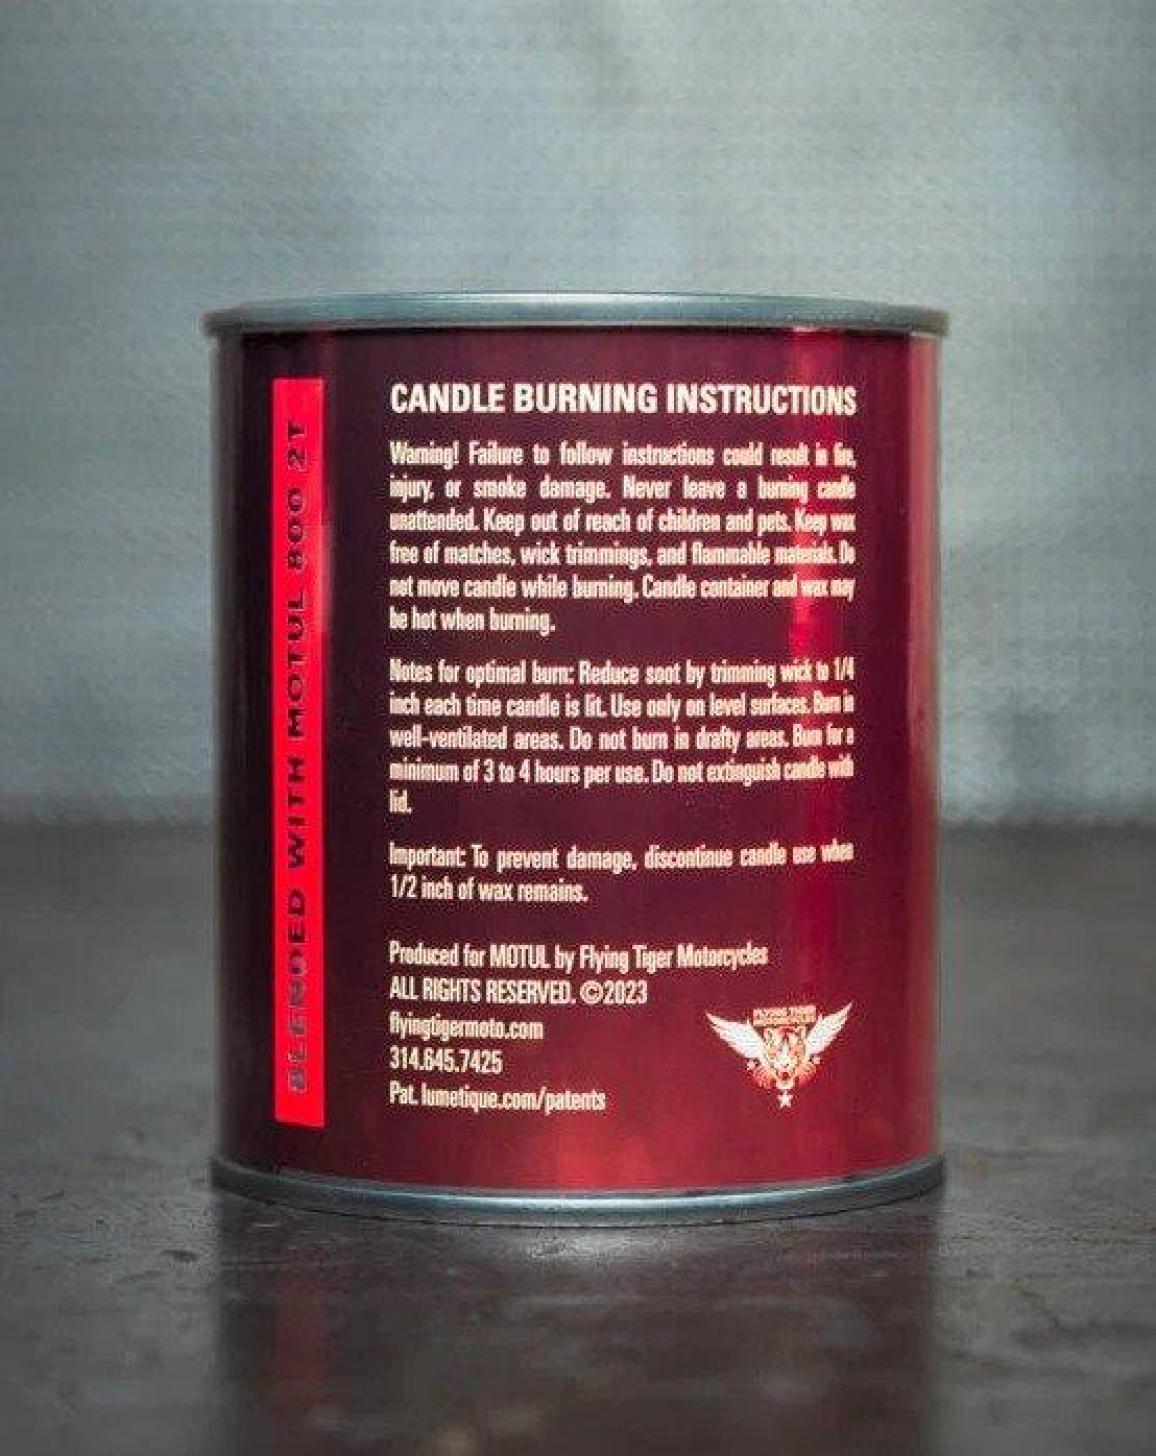 BLENDED WITH MOTUL 800 2T
CANDLE BURNING INSTRUCTIONS
Warning! Failure to follow instructions could result in fire,
injury, or smoke damage. Never leave a burning candle
unattended. Keep out of reach of children and pets. Keep wax
free of matches, wick trimmings, and flammable materials. Do
not move candle while burning. Candle container and wax may
be hot when burning.
Notes for optimal burn: Reduce soot by trimming wick to 1/4
inch each time candle is lit. Use only on level surfaces. Burn in
well-ventilated areas. Do not burn in drafty areas. Burn for a
minimum of 3 to 4 hours per use. Do not extinguish candle with
lid.
Important: To prevent damage, discontinue candle use when
1/2 inch of wax remains.
Produced for MOTUL by Flying Tiger Motorcycles
ALL RIGHTS RESERVED. ©2023
flyingtigermoto.com
314.645.7425
Pat. lumetique.com/patents
FLYING TIGER